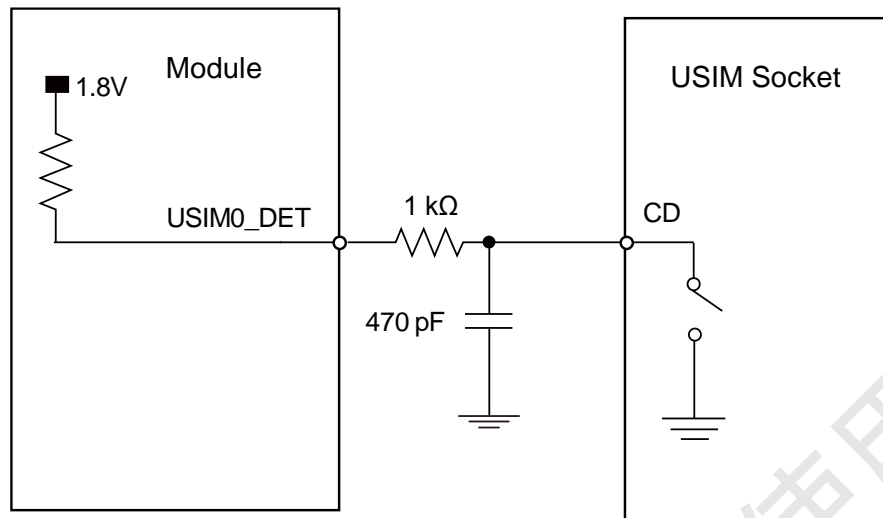 Module
USIM Socket
1.8V
USIM0_DET
1 kΩ
CD
470 pF